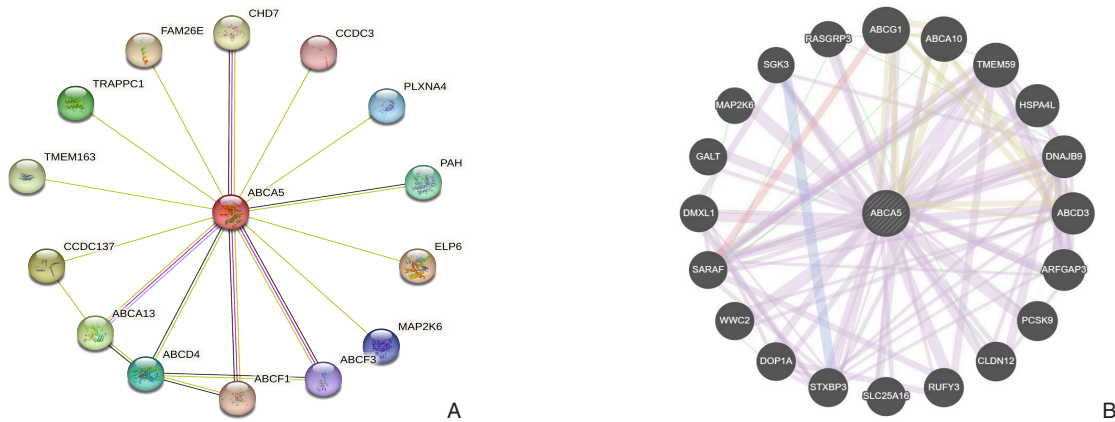 CHD7
FAM26E
CCDC3
TRAPPC1
PLXNA4
TMEM163
PAH
ABCA5
CCDC137
ELP6
ABCA13
MAP2K6
ABCD4
ABCF3
ABCF1
A
ABCG1
RASGRP3
ABCA10
SGK3
TMEM59
MAP2K6
HSPA4L
GALT
DNAJB9
DMXL1
ABCA5
ABCD3
SARAF
ARFGAP3
WWC2
PCSK9
DOP1A
CLDN12
STXBP3
RUFY3
SLC25A16
B